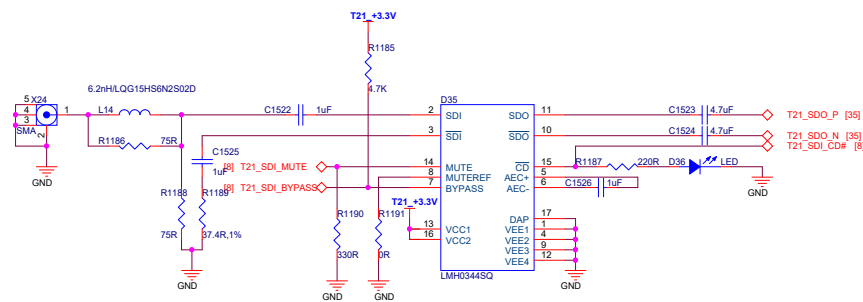 T21_+3.3V
R1185
4.7K
6.2nH/LQG15HS6N2S02D
X24
5
4
3
2
1
SMA
GND
L14
R1186
75R
C1522
1uF
C1525
1uF
R1188
75R
R1189
37.4R,1%
GND
[8] T21_SDI_MUTE
[8] T21_SDI_BYPASS
R1190
330R
GND
R1191
0R
GND
T21_+3.3V
D35
2 SDI
3 SDI
14 MUTE
8 MUTEREF
7 BYPASS
13 VCC1
16 VCC2
SDO 11
SDO 10
CD 15
AEC+ 5
AEC- 6
DAP 17
VEE1 1
VEE2 4
VEE3 9
VEE4 12
LMH0344SQ
C1523 4.7uF
T21_SDO_P [35]
C1524 4.7uF
T21_SDO_N [35]
T21_SDI_CD# [8]
R1187
220R
D36
LED
GND
C1526
1uF
GND